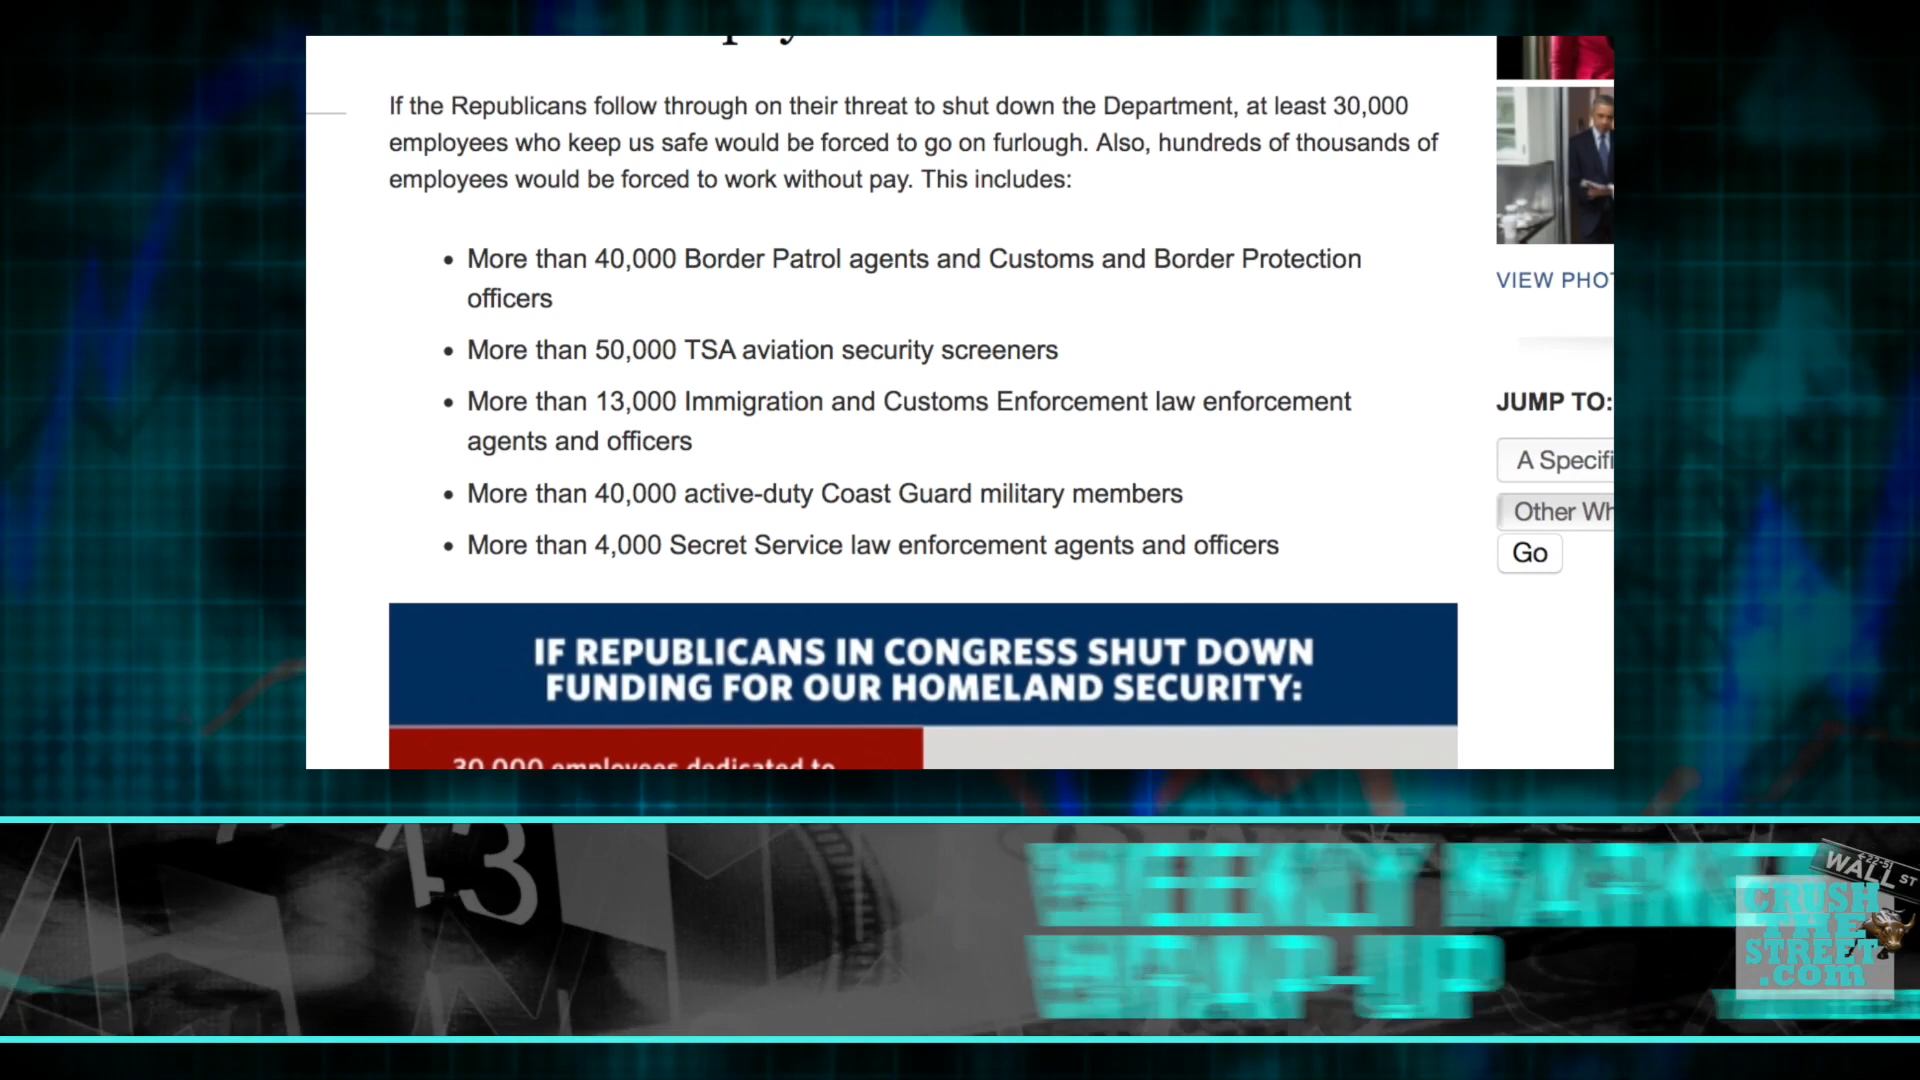 If the Republicans follow through on their threat to shut down the Department, at least 30,000
employees who keep us safe would be forced to go on furlough. Also, hundreds of thousands of
employees would be forced to work without pay. This includes:
• More than 40,000 Border Patrol agents and Customs and Border Protection
officers
• More than 50,000 TSA aviation security screeners
• More than 13,000 Immigration and Customs Enforcement law enforcement
agents and officers
• More than 40,000 active-duty Coast Guard military members
• More than 4,000 Secret Service law enforcement agents and officers
IF REPUBLICANS IN CONGRESS SHUT DOWN
FUNDING FOR OUR HOMELAND SECURITY:
30,000 employees dedicated to
VIEW PHO
JUMP TO:
A Specifi
Other Wh
Go
13
WALL ST
CRUSH
THE
STREET
.com